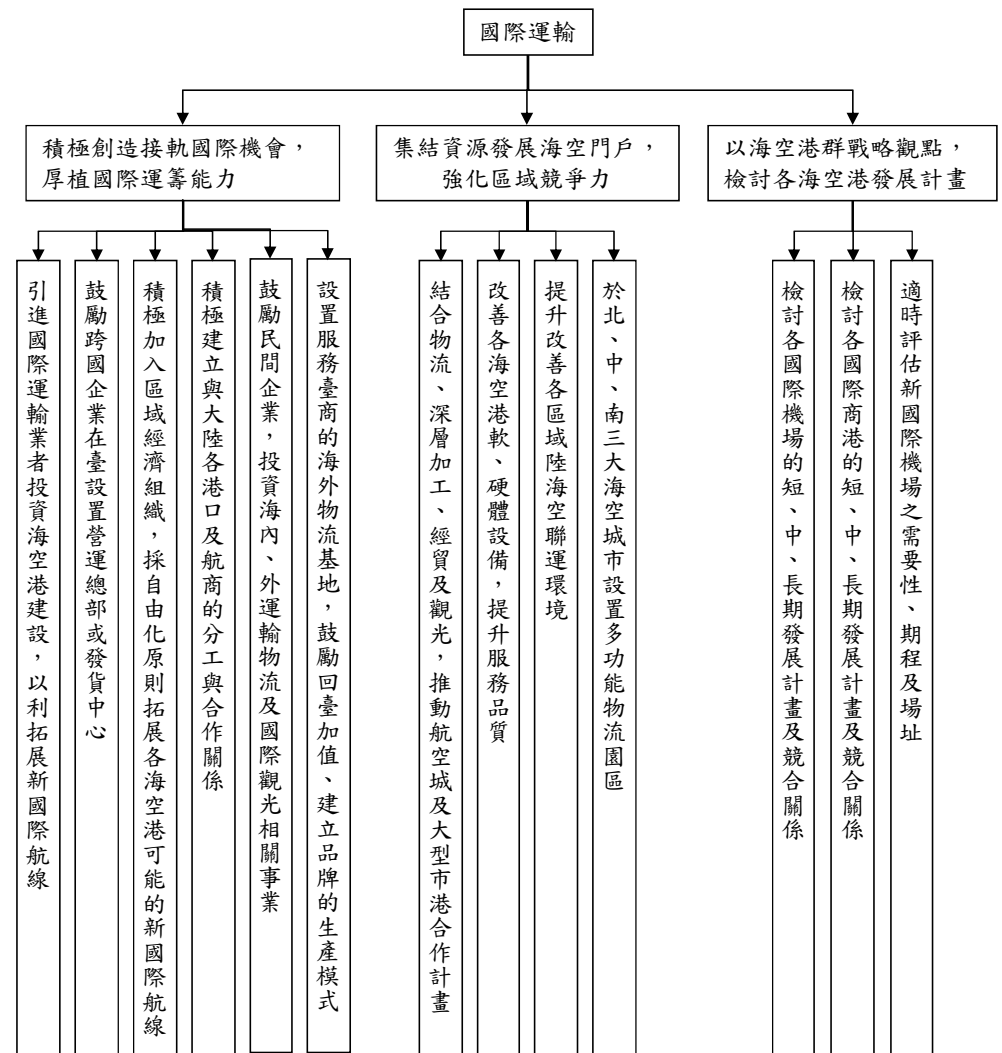 國際運輸
積極創造接軌國際機會，
厚植國際運籌能力
集結資源發展海空門戶，
強化區域競爭力
以海空港群戰略觀點，
檢討各海空港發展計畫
引進國際運輸業者投資海空港建設，以利拓展新國際航線
鼓勵跨國企業在臺設置營運總部或發貨中心
積極加入區域經濟組織，採自由化原則拓展各海空港可能的新國際航線
積極建立與大陸各港口及航商的分工與合作關係
鼓勵民間企業，投資海內、外運輸物流及國際觀光相關事業
設置服務臺商的海外物流基地，鼓勵回臺加值、建立品牌的生產模式
結合物流、深層加工、經貿及觀光，推動航空城及大型市港合作計畫
改善各海空港軟、硬體設備，提升服務品質
提升改善各區域陸海空聯運環境
於北、中、南三大海空城市設置多功能物流園區
檢討各國際機場的短、中、長期發展計畫及競合關係
檢討各國際商港的短、中、長期發展計畫及競合關係
適時評估新國際機場之需要性、期程及場址